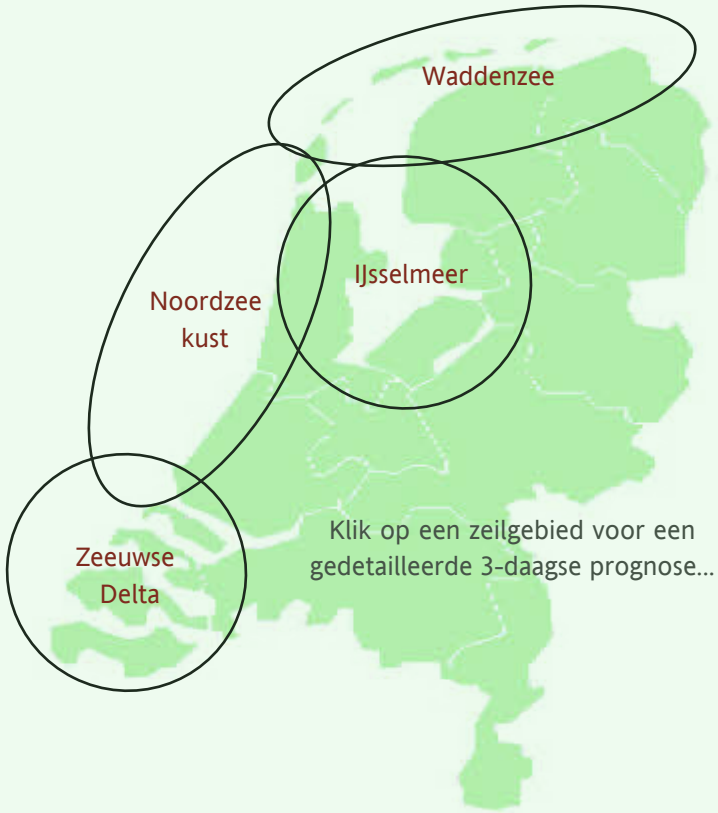 Waddenzee
IJsselmeer
Noordzee
kust
Klik op een zeilgebied voor een
gedetailleerde 3-daagse prognose...
Zeeuwse
Delta